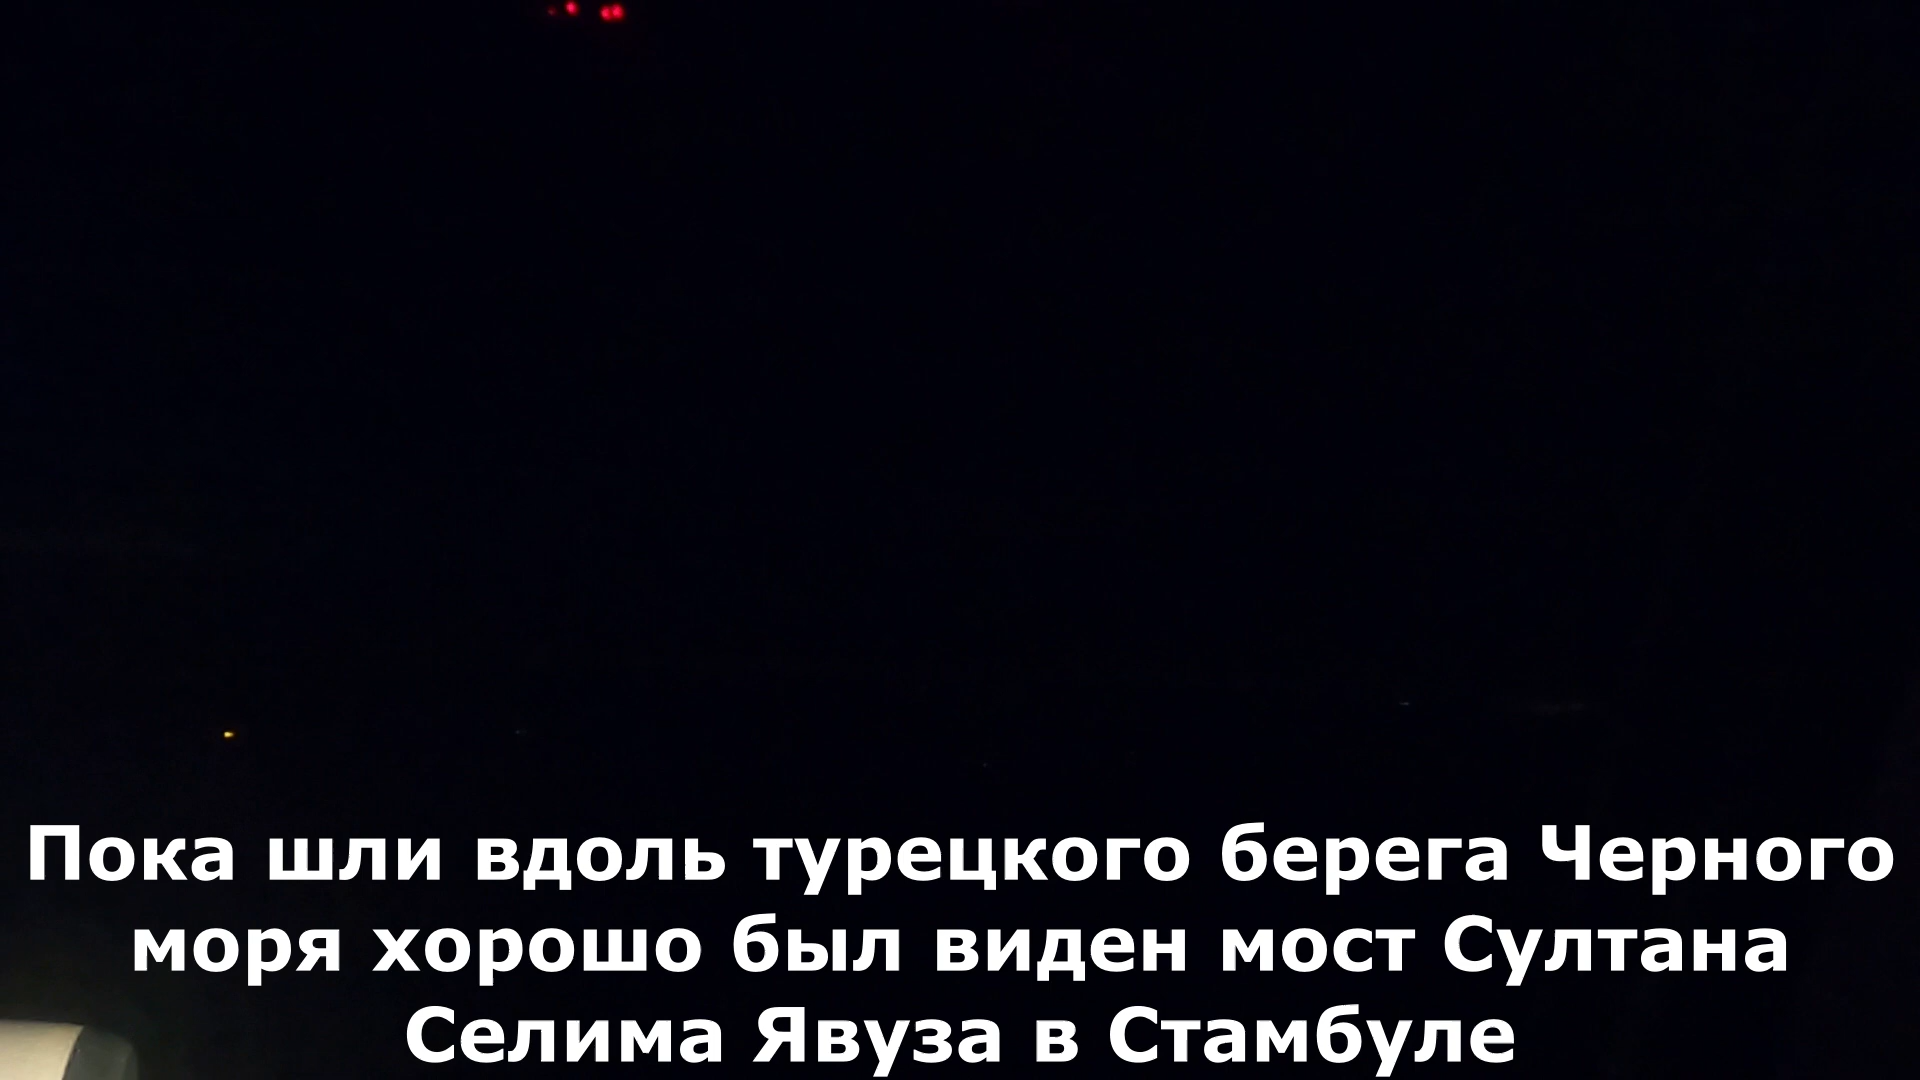 Пока шли вдоль турецкого берега Черного
моря хорошо был виден мост Султана
Селима Явуза в Стамбуле